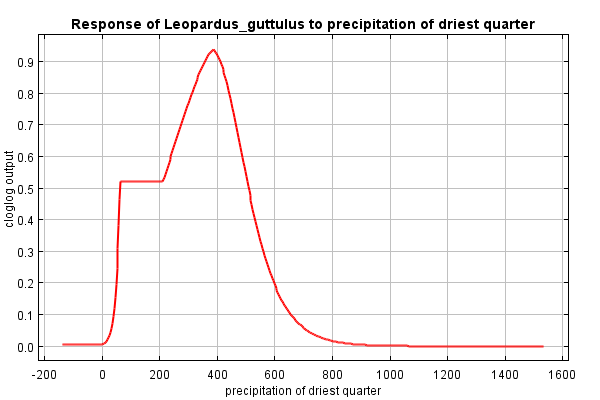 Response of Leopardus_guttulus to precipitation of driest quarter
cloglog output
0.9
0.8
0.7
0.6
0.5
0.4
0.3
0.2
0.1
0.0
-200 0 200 400 600 800 1000 1200 1400 1600
precipitation of driest quarter